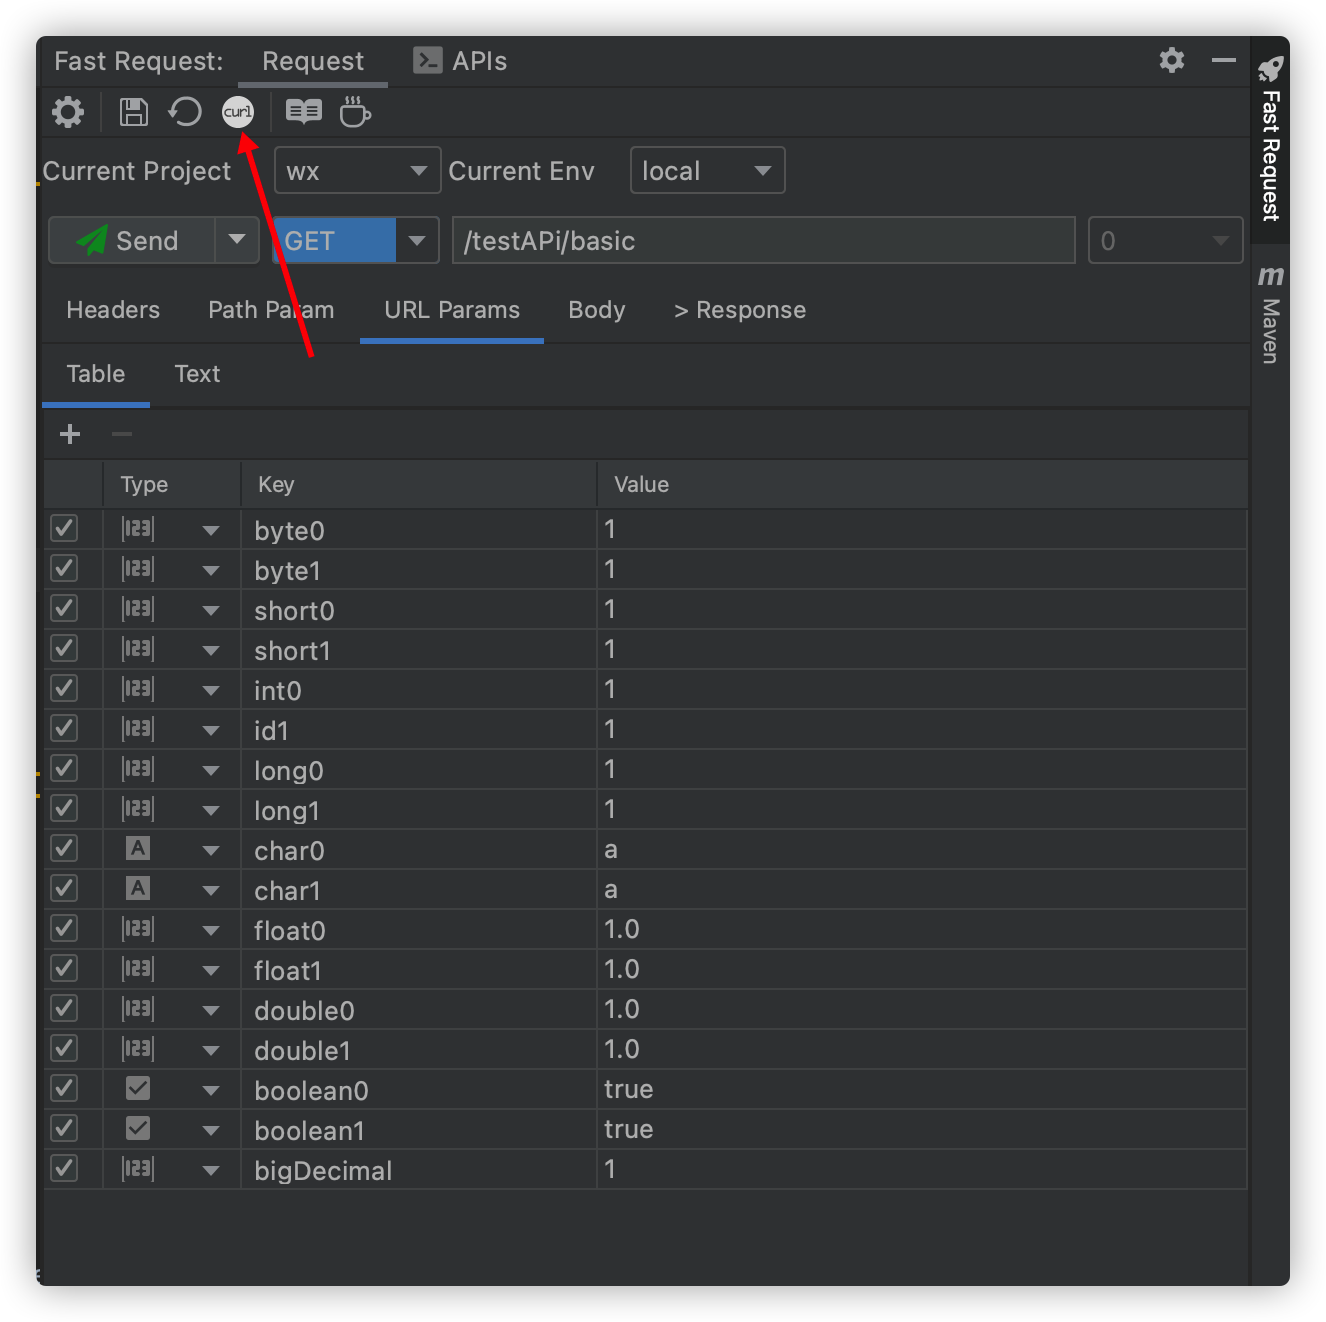 Fast Request: Request APIs
curl
Current Project wx Current Env local
Send GET /testAPi/basic 0
Headers Path Param URL Params Body > Response
Table Text
Type Key Value
123 byte0 1
123 byte1 1
123 short0 1
123 short1 1
123 int0 1
123 id1 1
123 long0 1
123 long1 1
A char0 a
A char1 a
123 float0 1.0
123 float1 1.0
123 double0 1.0
123 double1 1.0
boolean0 true
boolean1 true
123 bigDecimal 1
Fast Request
m Maven